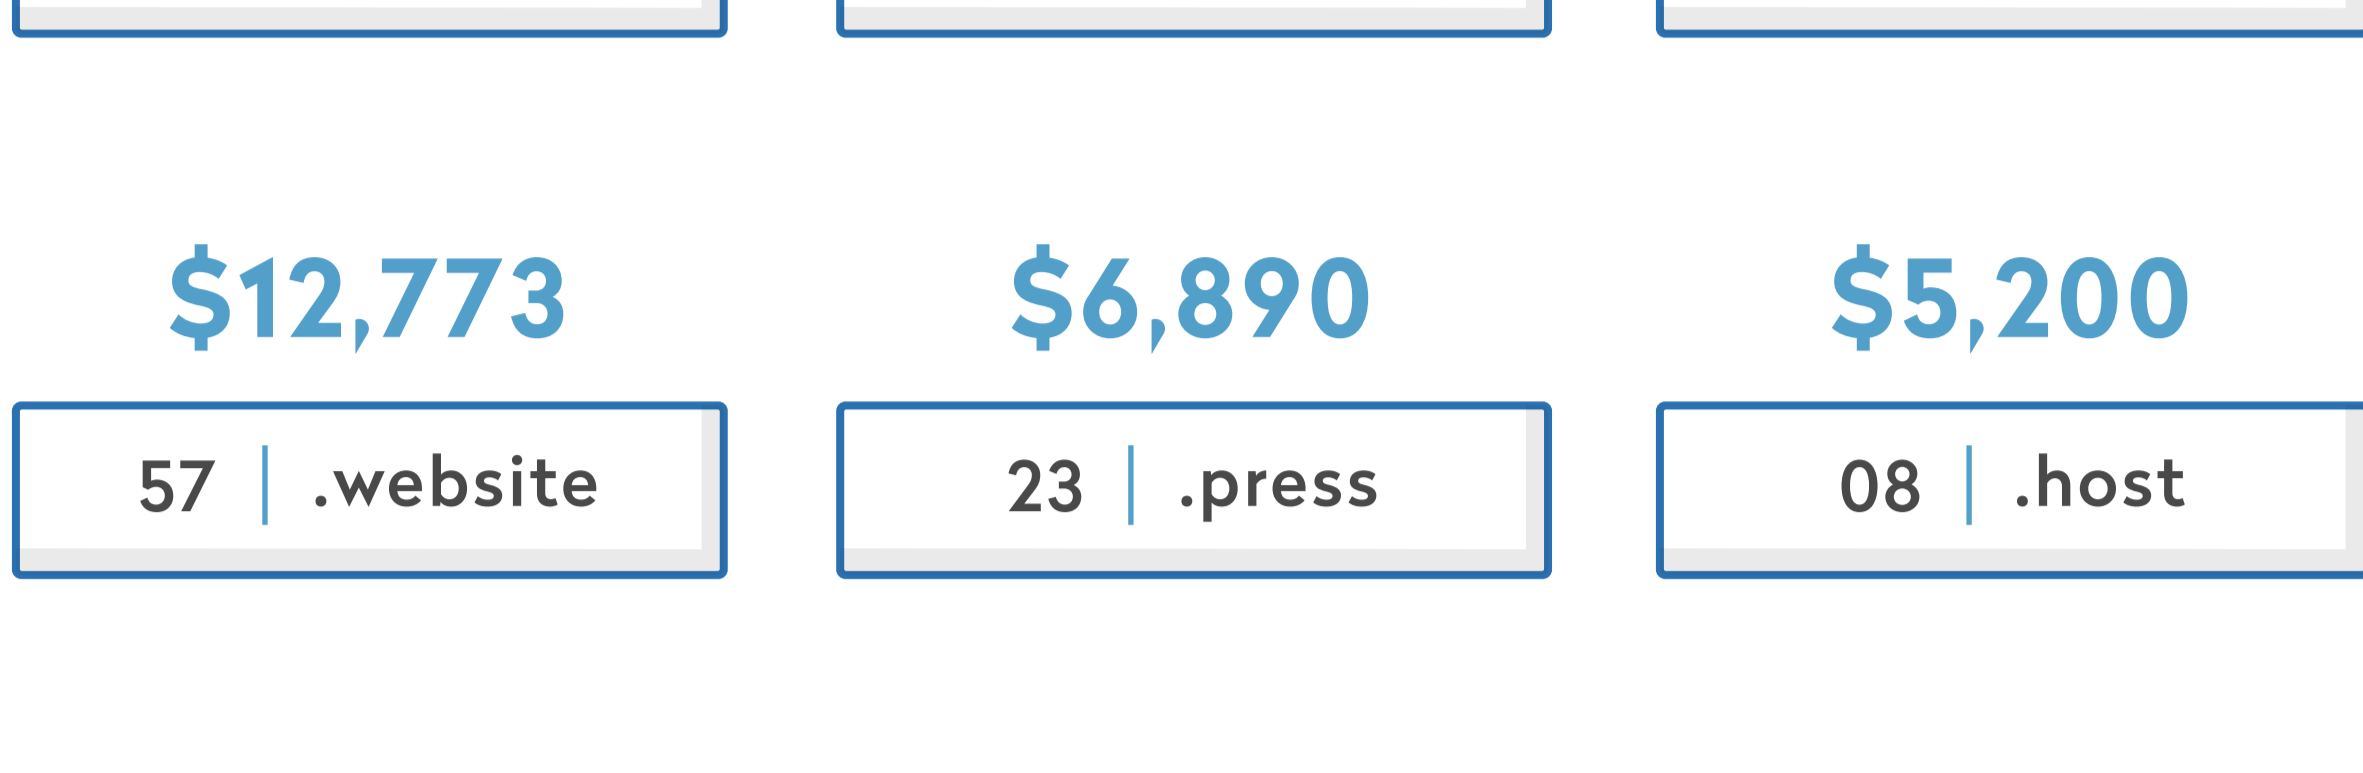 $12,773
$6,890
$5,200
57 | .website
23 | .press
08 | .host